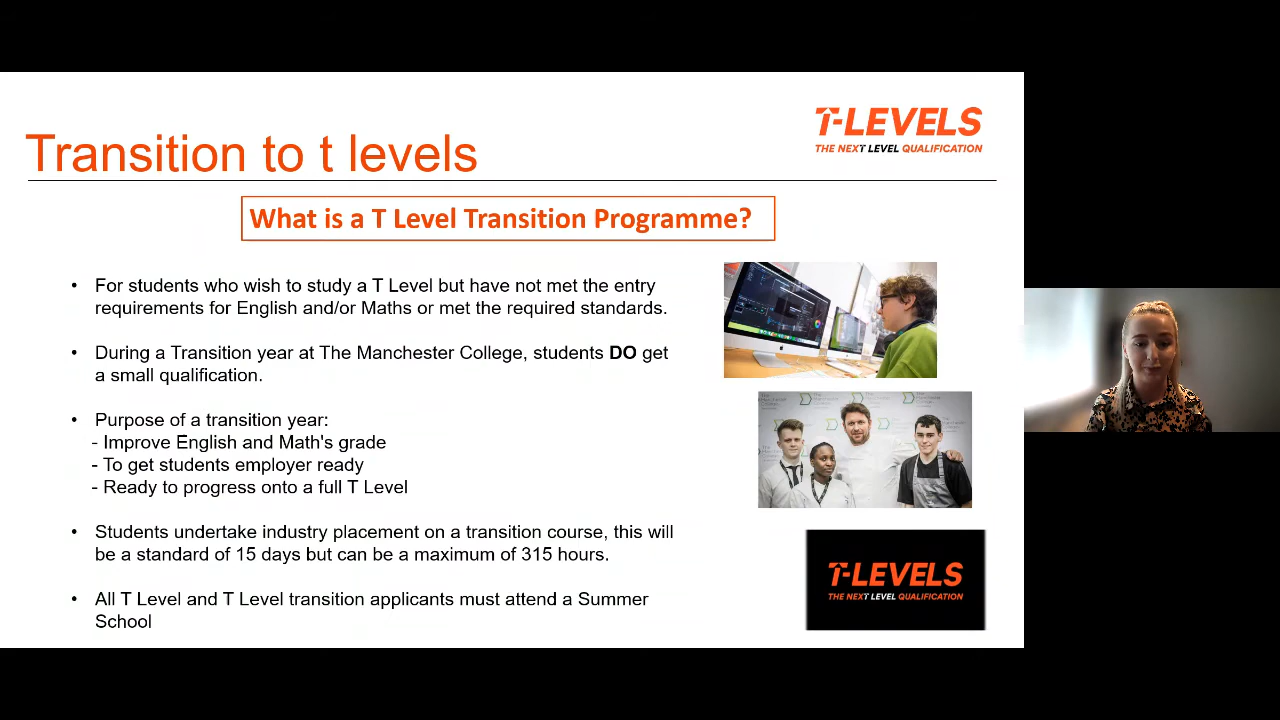 T-LEVELS
THE NEXT LEVEL QUALIFICATION
Transition to t levels
What is a T Level Transition Programme?
• For students who wish to study a T Level but have not met the entry
requirements for English and/or Maths or met the required standards.
• During a Transition year at The Manchester College, students DO get
a small qualification.
• Purpose of a transition year:
- Improve English and Math's grade
- To get students employer ready
- Ready to progress onto a full T Level
• Students undertake industry placement on a transition course, this will
be a standard of 15 days but can be a maximum of 315 hours.
• All T Level and T Level transition applicants must attend a Summer
School
T-LEVELS
THE NEXT LEVEL QUALIFICATION